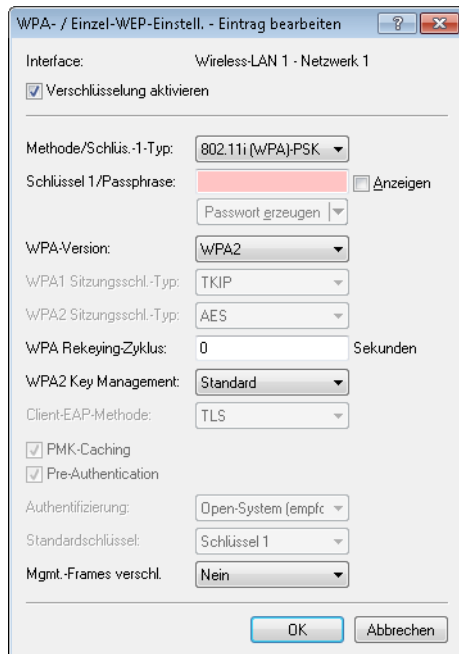 WPA- / Einzel-WEP-Einstell. - Eintrag bearbeiten
Interface: Wireless-LAN 1 - Netzwerk 1
Verschlüsselung aktivieren
Methode/Schlüs.-1-Typ: 802.11i (WPA)-PSK
Schlüssel 1/Passphrase: Anzeigen
Passwort erzeugen
WPA-Version: WPA2
WPA1 Sitzungsschl.-Typ: TKIP
WPA2 Sitzungsschl.-Typ: AES
WPA Rekeying-Zyklus: 0 Sekunden
WPA2 Key Management: Standard
Client-EAP-Methode: TLS
PMK-Caching
Pre-Authentication
Authentifizierung: Open-System (empfc
Standardschlüssel: Schlüssel 1
Mgmt.-Frames verschl. Nein
OK Abbrechen